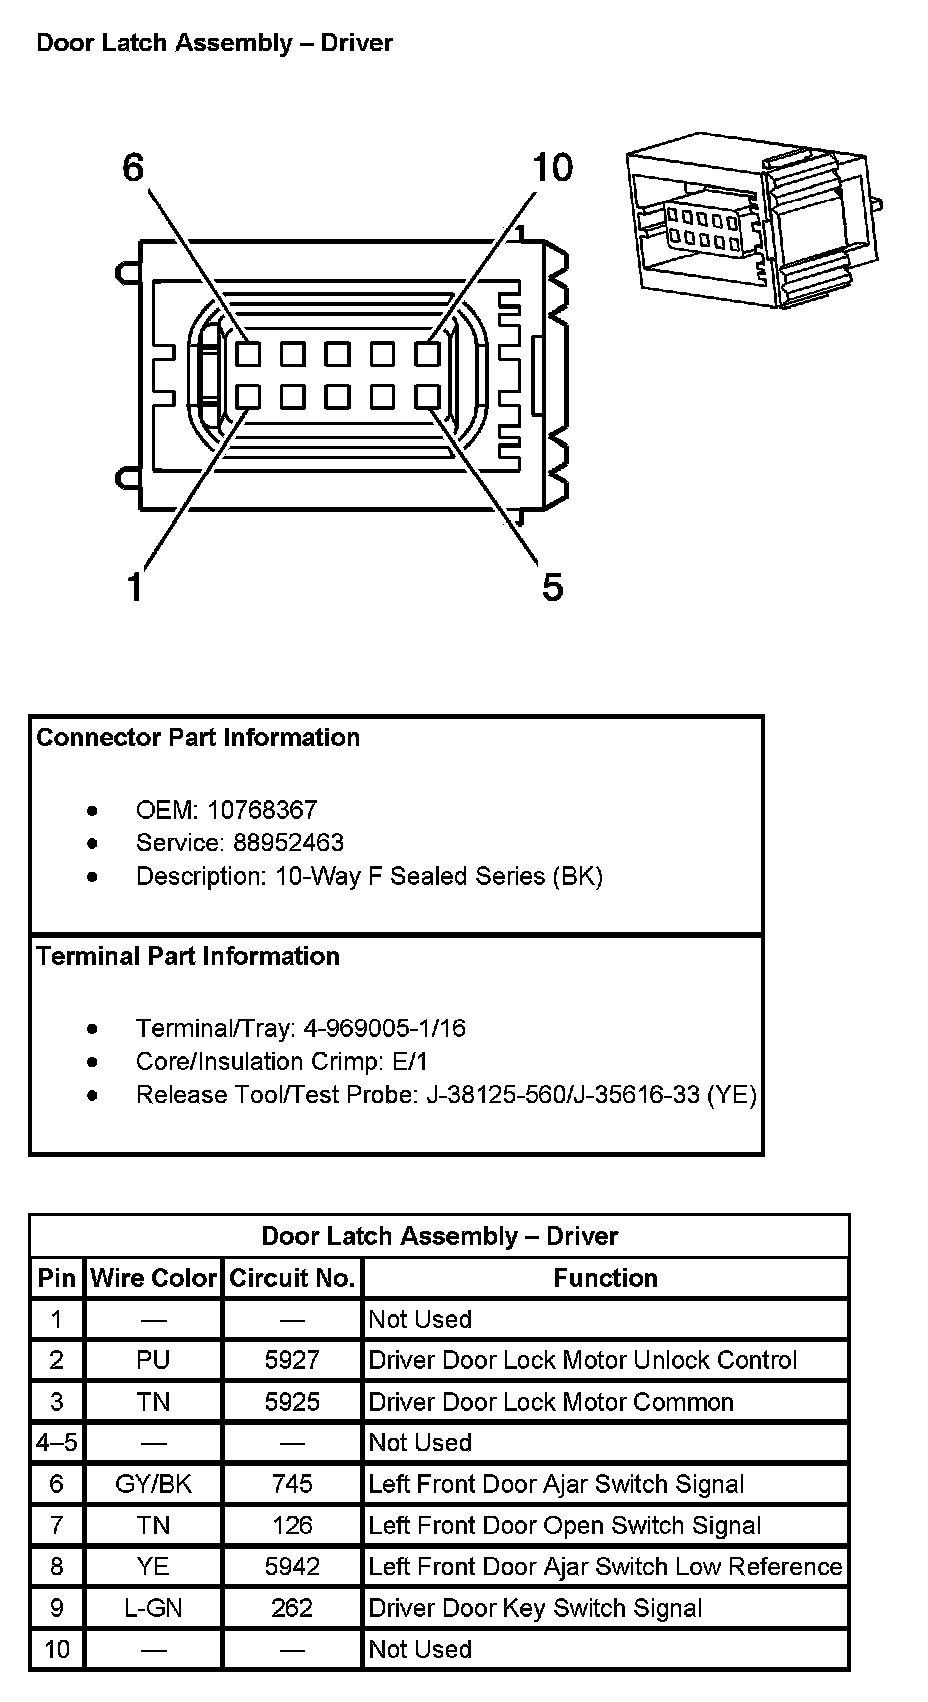 Door Latch Assembly – Driver
6 10
1 5
Connector Part Information
• OEM: 10768367
• Service: 88952463
• Description: 10-Way F Sealed Series (BK)
Terminal Part Information
• Terminal/Tray: 4-969005-1/16
• Core/Insulation Crimp: E/1
• Release Tool/Test Probe: J-38125-560/J-35616-33 (YE)
Door Latch Assembly – Driver
Pin Wire Color Circuit No. Function
1 — — Not Used
2 PU 5927 Driver Door Lock Motor Unlock Control
3 TN 5925 Driver Door Lock Motor Common
4–5 — — Not Used
6 GY/BK 745 Left Front Door Ajar Switch Signal
7 TN 126 Left Front Door Open Switch Signal
8 YE 5942 Left Front Door Ajar Switch Low Reference
9 L-GN 262 Driver Door Key Switch Signal
10 — — Not Used